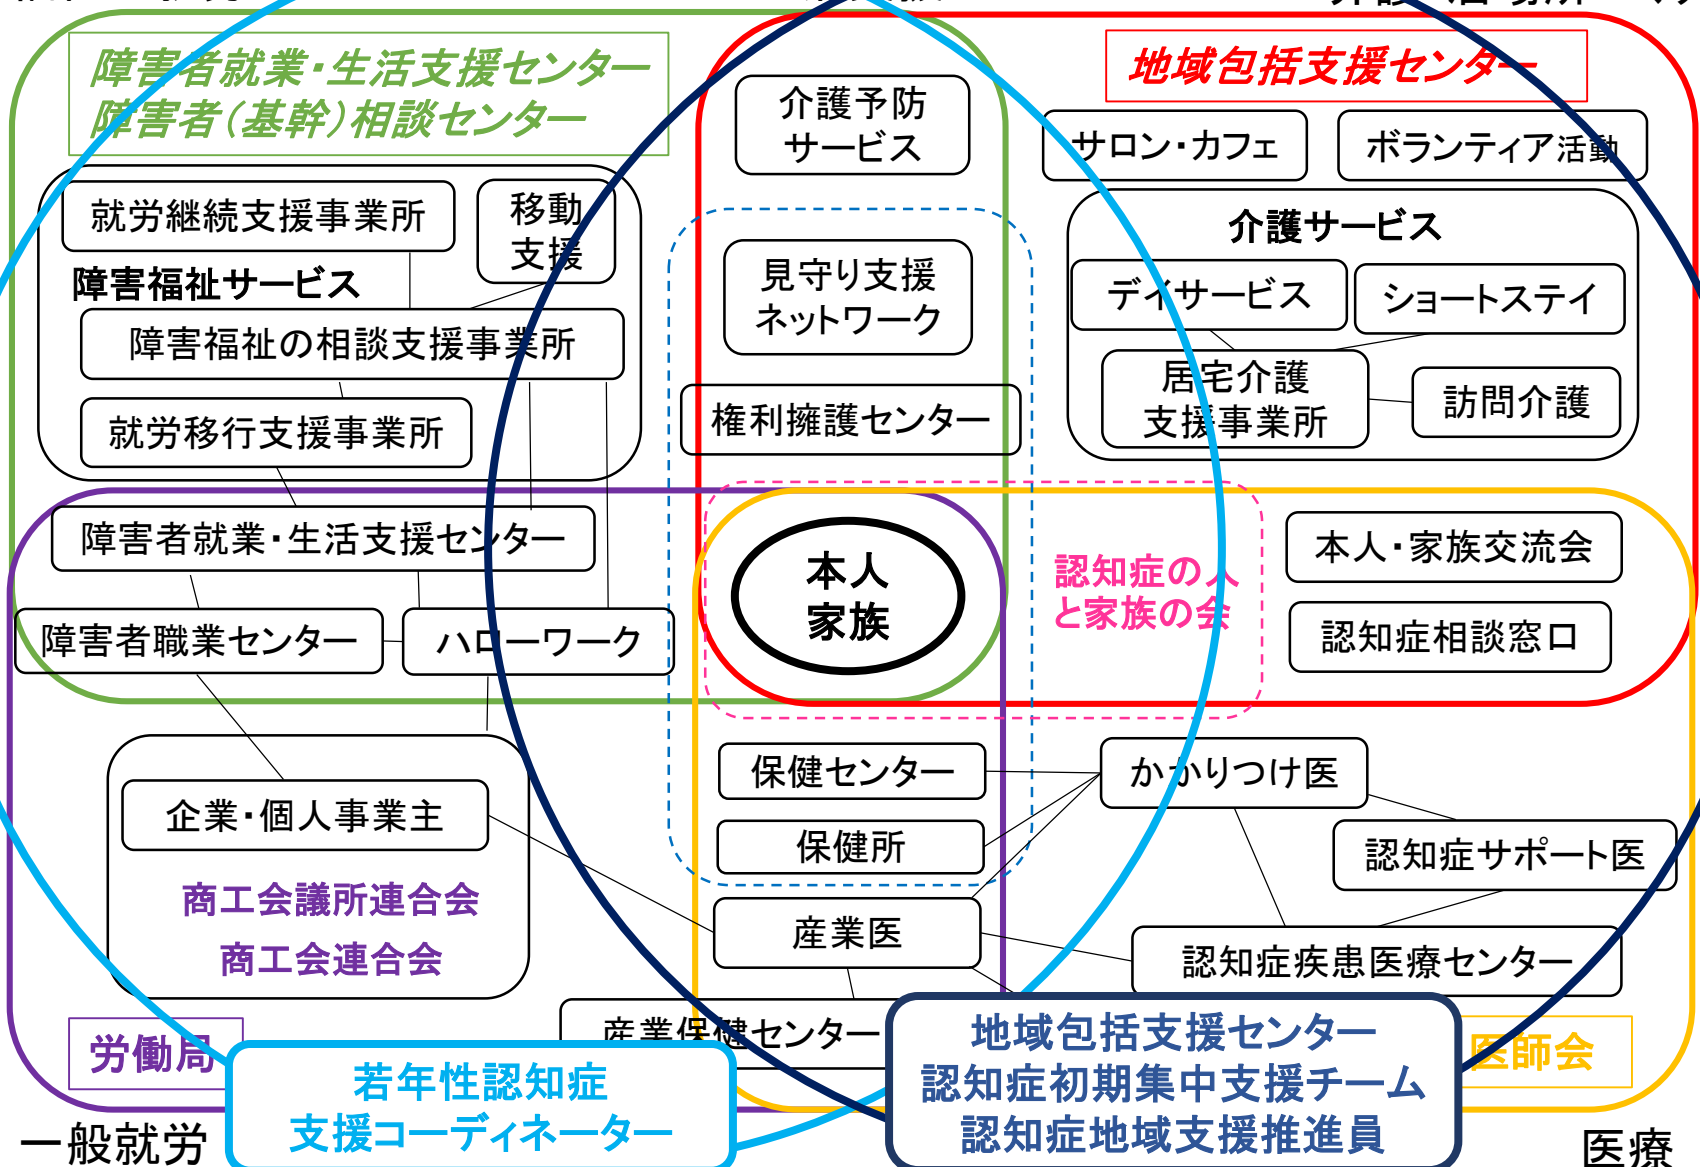 障害者就業・生活支援センター
障害者(基幹)相談センター
地域包括支援センター
介護予防
サービス
サロン・カフェ
ボランティア活動
就労継続支援事業所
移動
支援
障害福祉サービス
障害福祉の相談支援事業所
就労移行支援事業所
見守り支援
ネットワーク
権利擁護センター
介護サービス
デイサービス
ショートステイ
居宅介護
支援事業所
訪問介護
障害者就業・生活支援センター
障害者職業センター
ハローワーク
本人
家族
認知症の人
と家族の会
本人・家族交流会
認知症相談窓口
企業・個人事業主
商工会議所連合会
商工会連合会
保健センター
保健所
産業医
かかりつけ医
認知症サポート医
認知症疾患医療センター
産業保健センター
労働局
医師会
若年性認知症
支援コーディネーター
地域包括支援センター
認知症初期集中支援チーム
認知症地域支援推進員
一般就労
医療